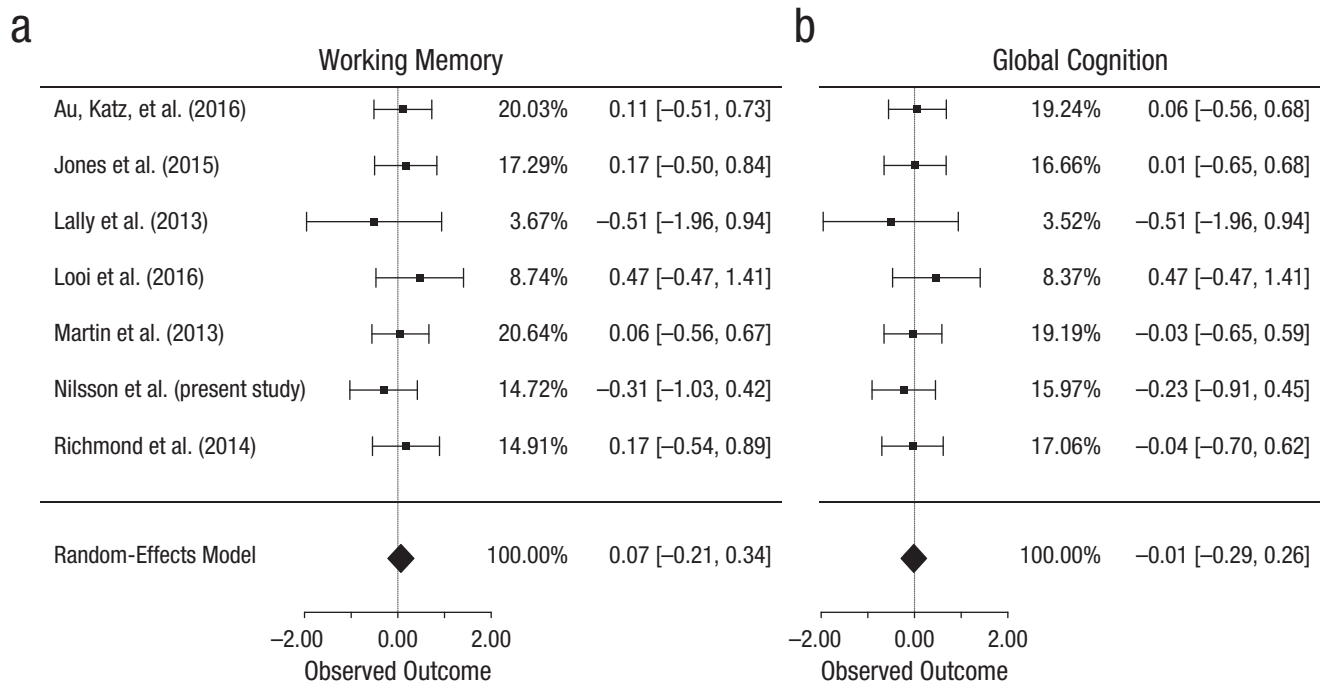 a b
Working Memory Global Cognition
Au, Katz, et al. (2016) 20.03% 0.11 [–0.51, 0.73] 19.24% 0.06 [–0.56, 0.68]
Jones et al. (2015) 17.29% 0.17 [–0.50, 0.84] 16.66% 0.01 [–0.65, 0.68]
Lally et al. (2013) 3.67% –0.51 [–1.96, 0.94] 3.52% –0.51 [–1.96, 0.94]
Looi et al. (2016) 8.74% 0.47 [–0.47, 1.41] 8.37% 0.47 [–0.47, 1.41]
Martin et al. (2013) 20.64% 0.06 [–0.56, 0.67] 19.19% –0.03 [–0.65, 0.59]
Nilsson et al. (present study) 14.72% –0.31 [–1.03, 0.42] 15.97% –0.23 [–0.91, 0.45]
Richmond et al. (2014) 14.91% 0.17 [–0.54, 0.89] 17.06% –0.04 [–0.70, 0.62]
Random-Effects Model 100.00% 0.07 [–0.21, 0.34] 100.00% –0.01 [–0.29, 0.26]
–2.00 0.00 2.00 –2.00 0.00 2.00
Observed Outcome Observed Outcome